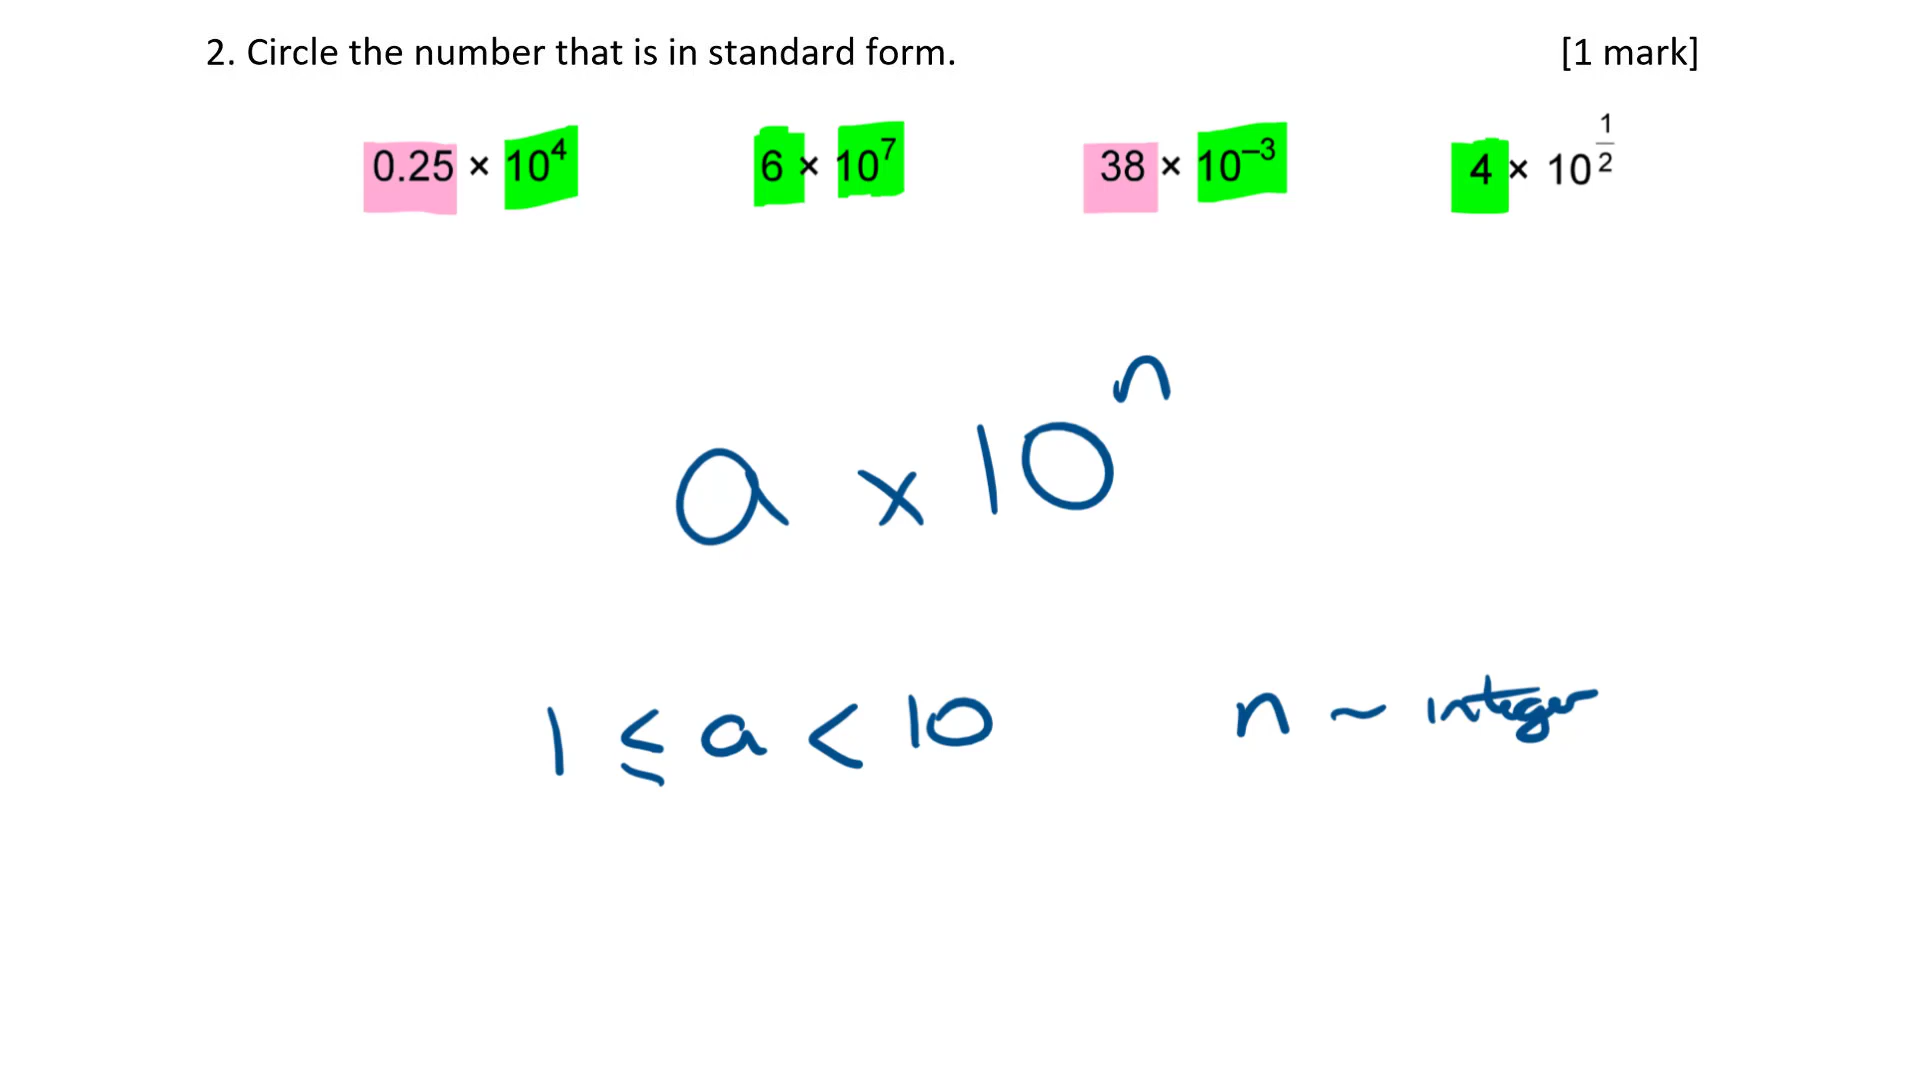 2. Circle the number that is in standard form. [1 mark]
0.25 × 10⁴ 6 × 10⁷ 38 × 10⁻³ 4 × 10^(1/2)
a × 10ⁿ
1 ≤ a < 10 n ~ integer